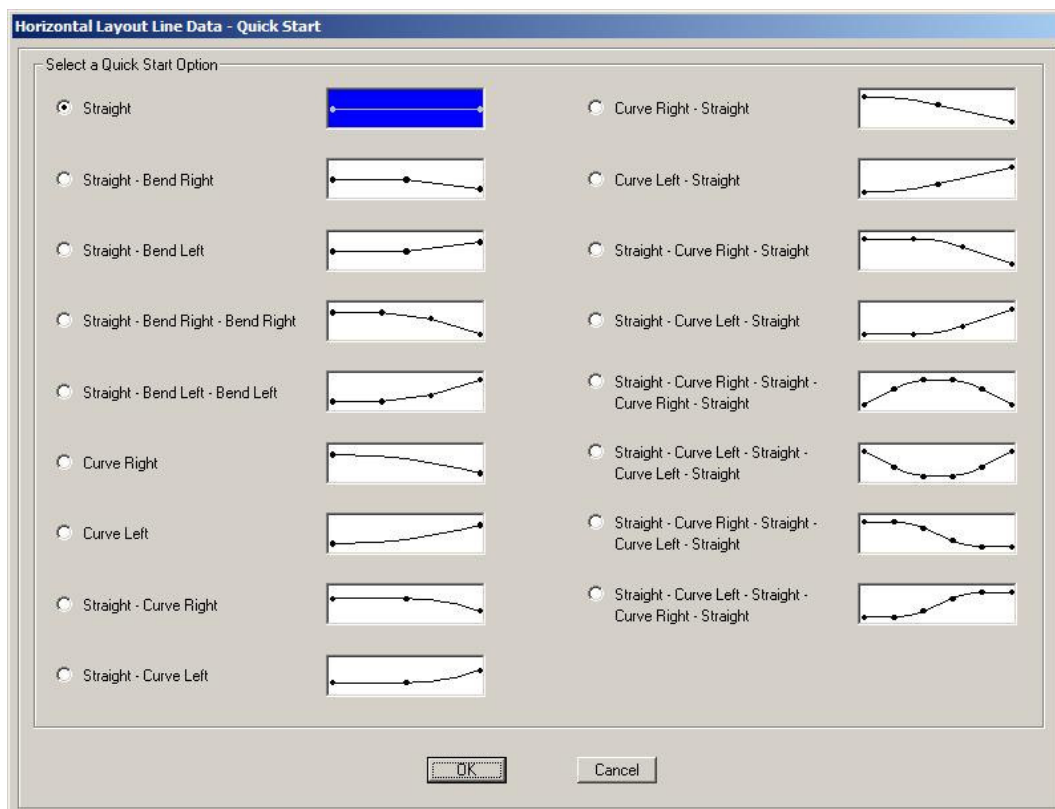 Horizontal Layout Line Data - Quick Start
Select a Quick Start Option
Straight
Straight - Bend Right
Straight - Bend Left
Straight - Bend Right - Bend Right
Straight - Bend Left - Bend Left
Curve Right
Curve Left
Straight - Curve Right
Straight - Curve Left
Curve Right - Straight
Curve Left - Straight
Straight - Curve Right - Straight
Straight - Curve Left - Straight
Straight - Curve Right - Straight -
Curve Right - Straight
Straight - Curve Left - Straight -
Curve Left - Straight
Straight - Curve Right - Straight -
Curve Left - Straight
Straight - Curve Left - Straight -
Curve Right - Straight
OK
Cancel